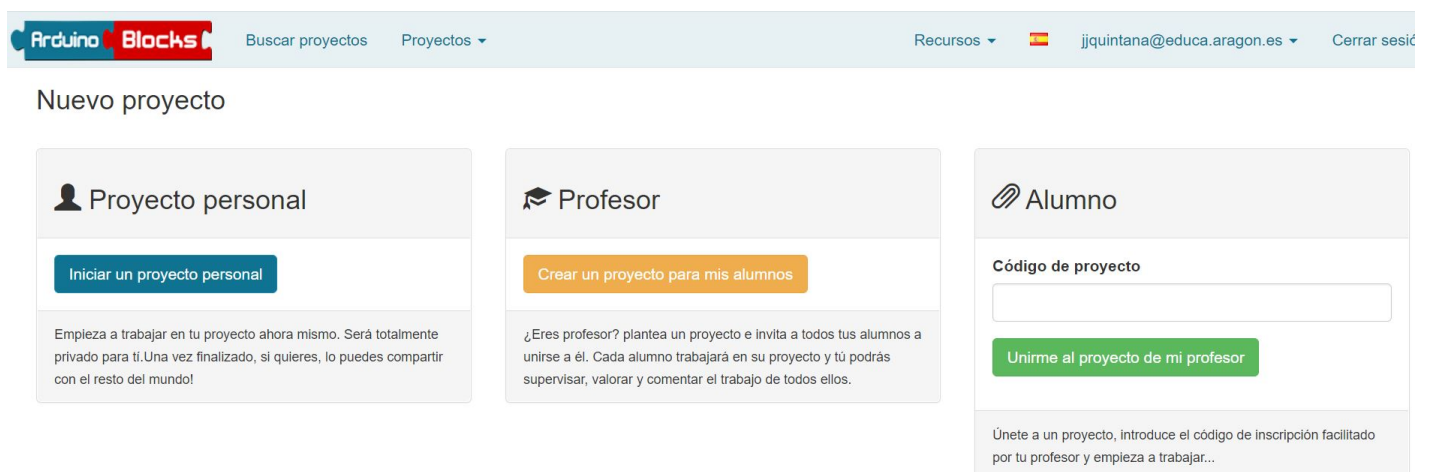 Arduino Blocks Buscar proyectos Proyectos Recursos jjquintana@educa.aragon.es Cerrar sesió
Nuevo proyecto
Proyecto personal
Iniciar un proyecto personal
Empieza a trabajar en tu proyecto ahora mismo. Será totalmente
privado para tí.Una vez finalizado, si quieres, lo puedes compartir
con el resto del mundo!
Profesor
Crear un proyecto para mis alumnos
¿Eres profesor? plantea un proyecto e invita a todos tus alumnos a
unirse a él. Cada alumno trabajará en su proyecto y tú podrás
supervisar, valorar y comentar el trabajo de todos ellos.
Alumno
Código de proyecto
Unirme al proyecto de mi profesor
Únete a un proyecto, introduce el código de inscripción facilitado
por tu profesor y empieza a trabajar...